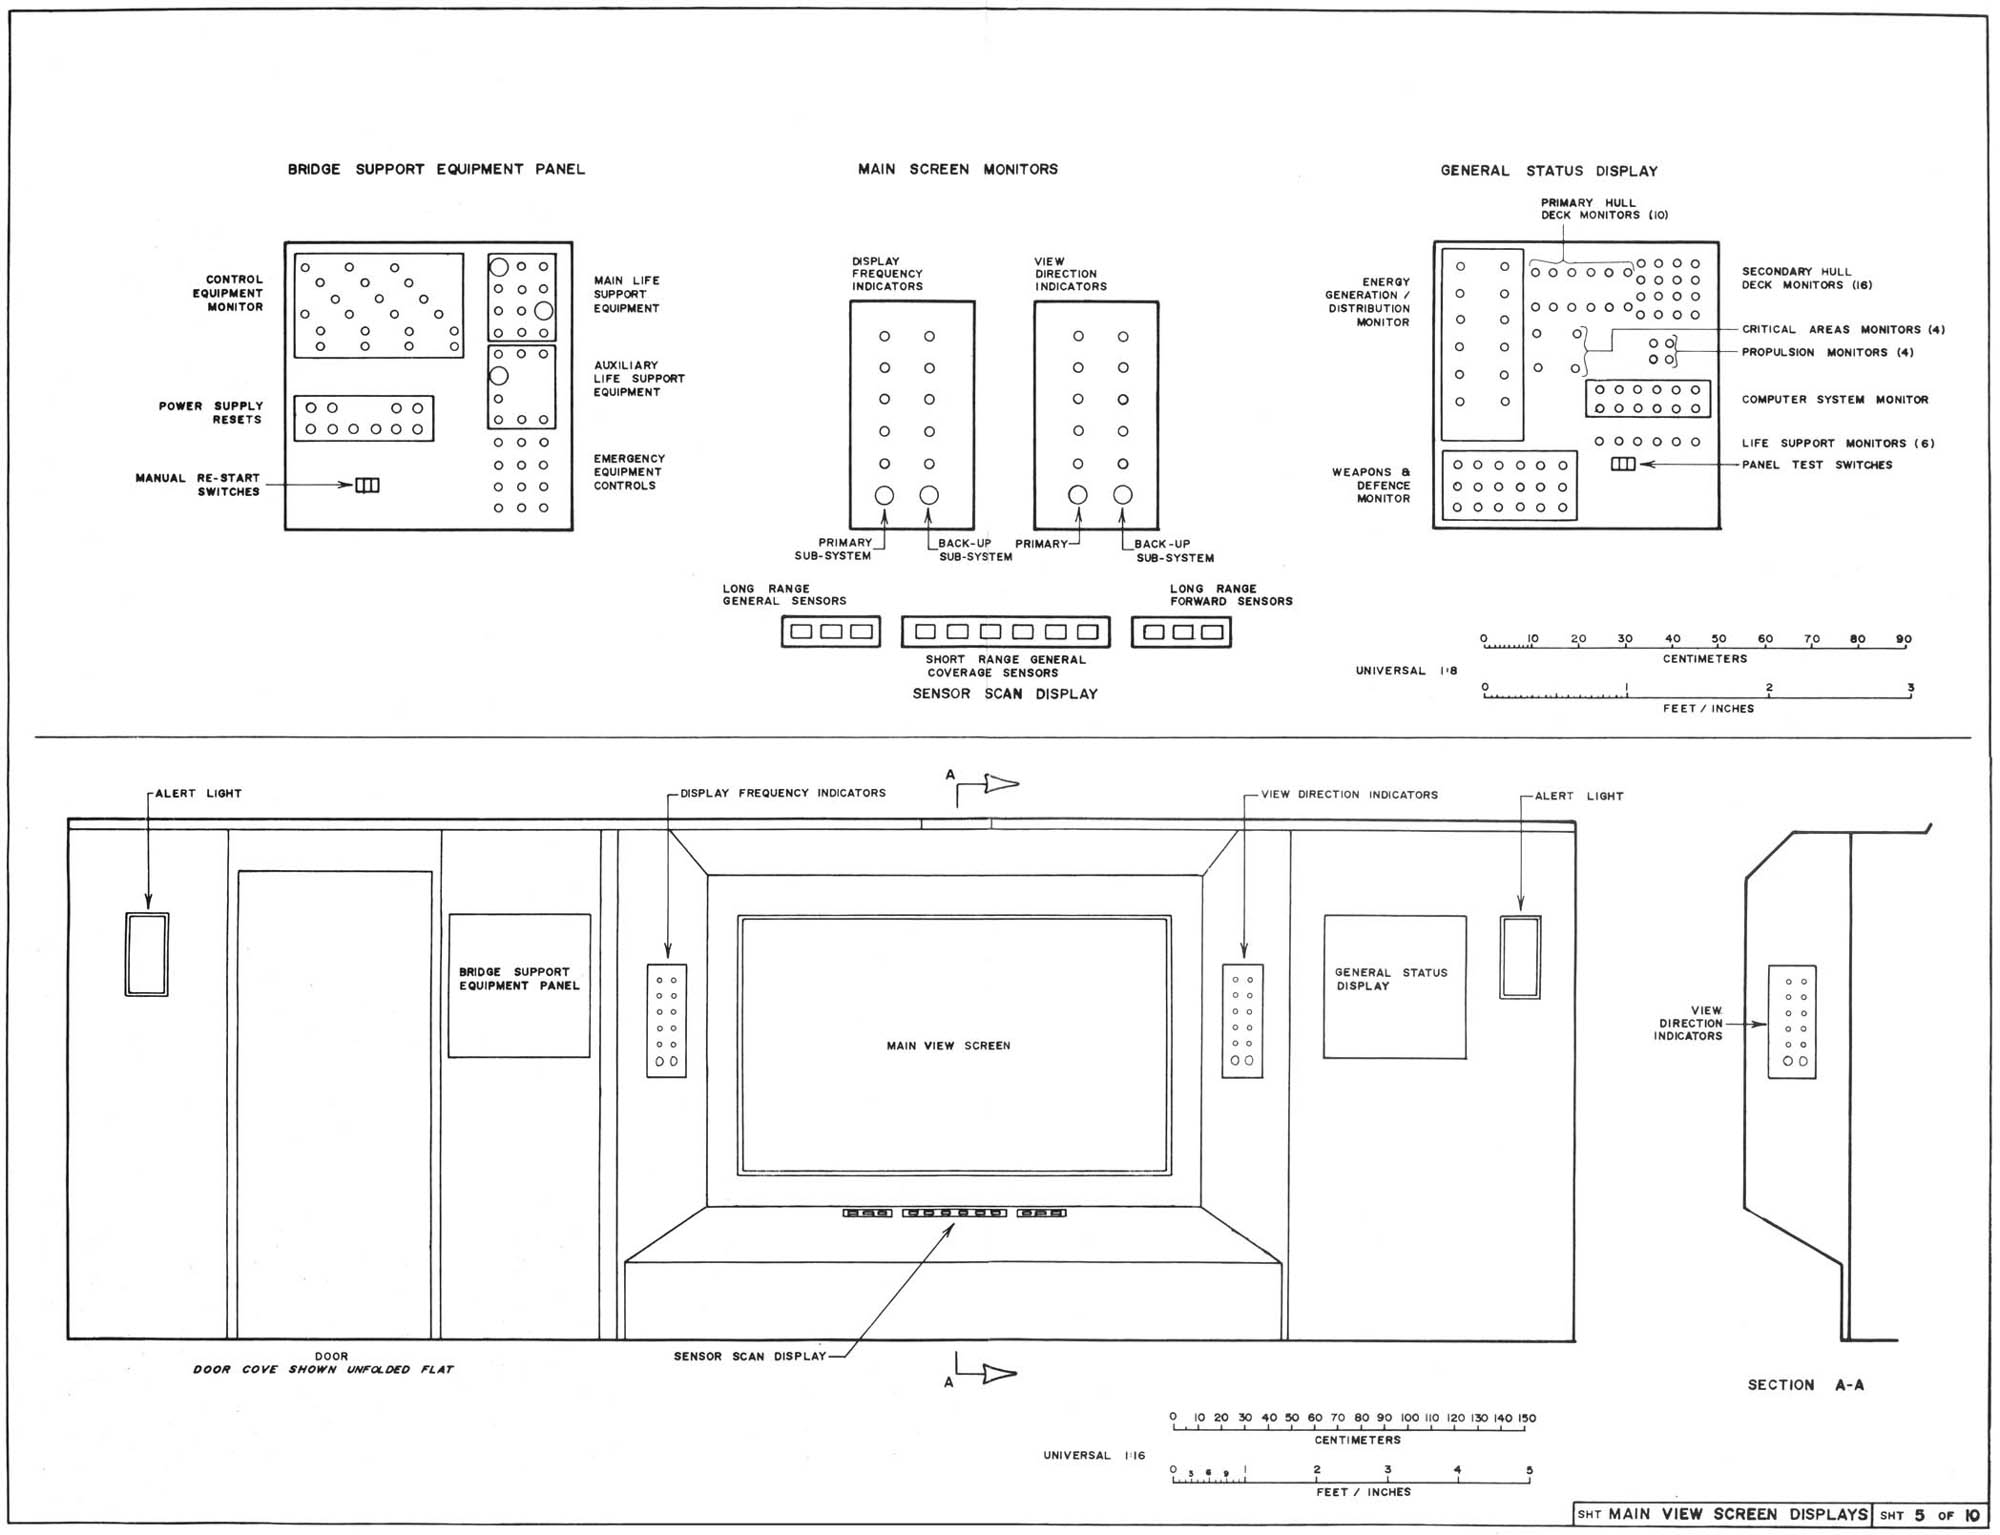 BRIDGE SUPPORT EQUIPMENT PANEL
CONTROL
EQUIPMENT
MONITOR
POWER SUPPLY
RESETS
MANUAL RE-START
SWITCHES
MAIN LIFE
SUPPORT
EQUIPMENT
AUXILIARY
LIFE SUPPORT
EQUIPMENT
EMERGENCY
EQUIPMENT
CONTROLS
MAIN SCREEN MONITORS
DISPLAY
FREQUENCY
INDICATORS
VIEW
DIRECTION
INDICATORS
PRIMARY
SUB-SYSTEM
BACK-UP
SUB-SYSTEM
PRIMARY
BACK-UP
SUB-SYSTEM
LONG RANGE
GENERAL SENSORS
LONG RANGE
FORWARD SENSORS
SHORT RANGE GENERAL
COVERAGE SENSORS
SENSOR SCAN DISPLAY
GENERAL STATUS DISPLAY
PRIMARY HULL
DECK MONITORS (10)
ENERGY
GENERATION /
DISTRIBUTION
MONITOR
WEAPONS &
DEFENCE
MONITOR
SECONDARY HULL
DECK MONITORS (16)
CRITICAL AREAS MONITORS (4)
PROPULSION MONITORS (4)
COMPUTER SYSTEM MONITOR
LIFE SUPPORT MONITORS (6)
PANEL TEST SWITCHES
0 10 20 30 40 50 60 70 80 90
CENTIMETERS
UNIVERSAL 1:8
0 1 2 3
FEET / INCHES
A
ALERT LIGHT
DISPLAY FREQUENCY INDICATORS
VIEW DIRECTION INDICATORS
ALERT LIGHT
BRIDGE SUPPORT
EQUIPMENT PANEL
MAIN VIEW SCREEN
GENERAL STATUS
DISPLAY
VIEW
DIRECTION
INDICATORS
DOOR
DOOR COVE SHOWN UNFOLDED FLAT
SENSOR SCAN DISPLAY
A
SECTION A-A
0 10 20 30 40 50 60 70 80 90 100 110 120 130 140 150
CENTIMETERS
UNIVERSAL 1:16
0 3 6 9 1 2 3 4 5
FEET / INCHES
SHT MAIN VIEW SCREEN DISPLAYS SHT 5 OF 10